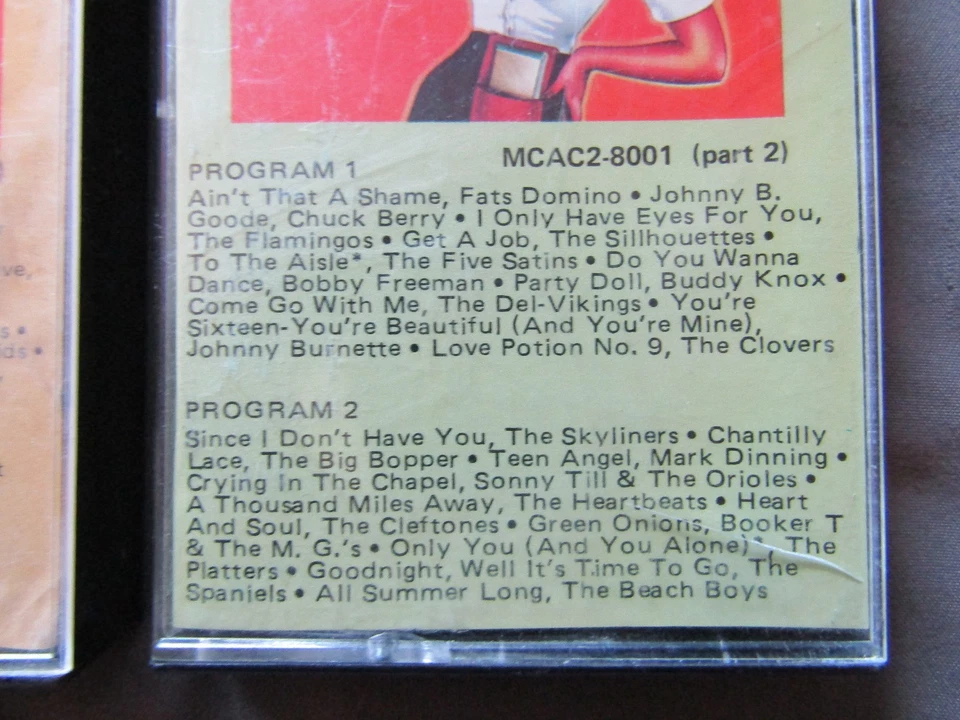 MCAC2-8001 (part 2)
PROGRAM 1
Ain't That A Shame, Fats Domino • Johnny B.
Goode, Chuck Berry • I Only Have Eyes For You,
The Flamingos • Get A Job, The Sillhouettes •
To The Aisle*, The Five Satins • Do You Wanna
Dance, Bobby Freeman • Party Doll, Buddy Knox •
Come Go With Me, The Del-Vikings • You're
Sixteen-You're Beautiful (And You're Mine),
Johnny Burnette • Love Potion No. 9, The Clovers
PROGRAM 2
Since I Don't Have You, The Skyliners • Chantilly
Lace, The Big Bopper • Teen Angel, Mark Dinning •
Crying In The Chapel, Sonny Till & The Orioles •
A Thousand Miles Away, The Heartbeats • Heart
And Soul, The Cleftones • Green Onions, Booker T
& The M. G.'s • Only You (And You Alone)*, The
Platters • Goodnight, Well It's Time To Go, The
Spaniels • All Summer Long, The Beach Boys